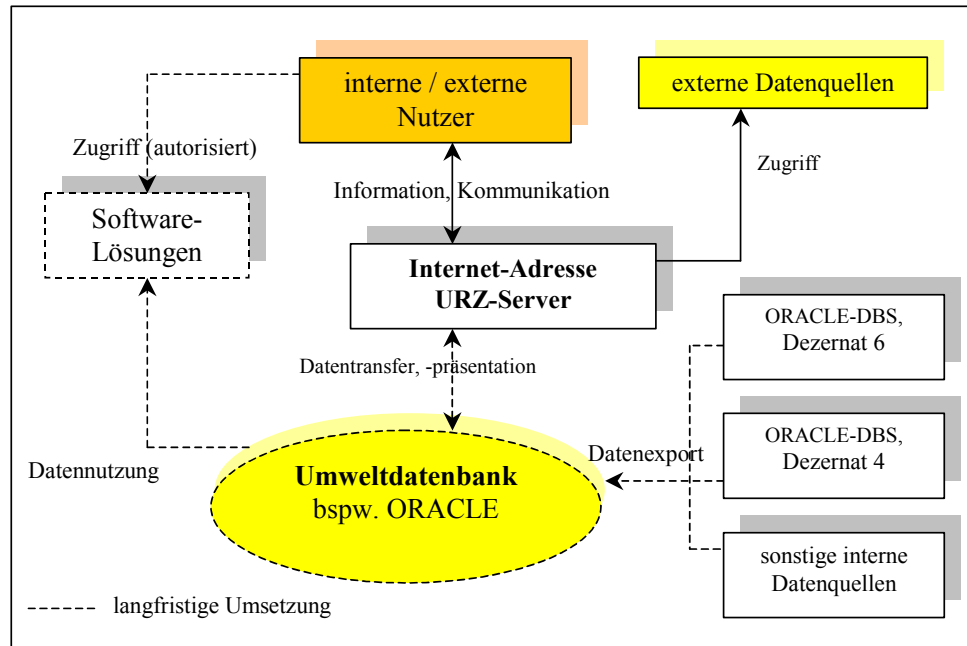 interne / externe
Nutzer
externe Datenquellen
Zugriff (autorisiert)
Zugriff
Information, Kommunikation
Software-
Lösungen
Internet-Adresse
URZ-Server
ORACLE-DBS,
Dezernat 6
Datentransfer, -präsentation
ORACLE-DBS,
Dezernat 4
Datenexport
Datennutzung
Umweltdatenbank
bspw. ORACLE
sonstige interne
Datenquellen
langfristige Umsetzung